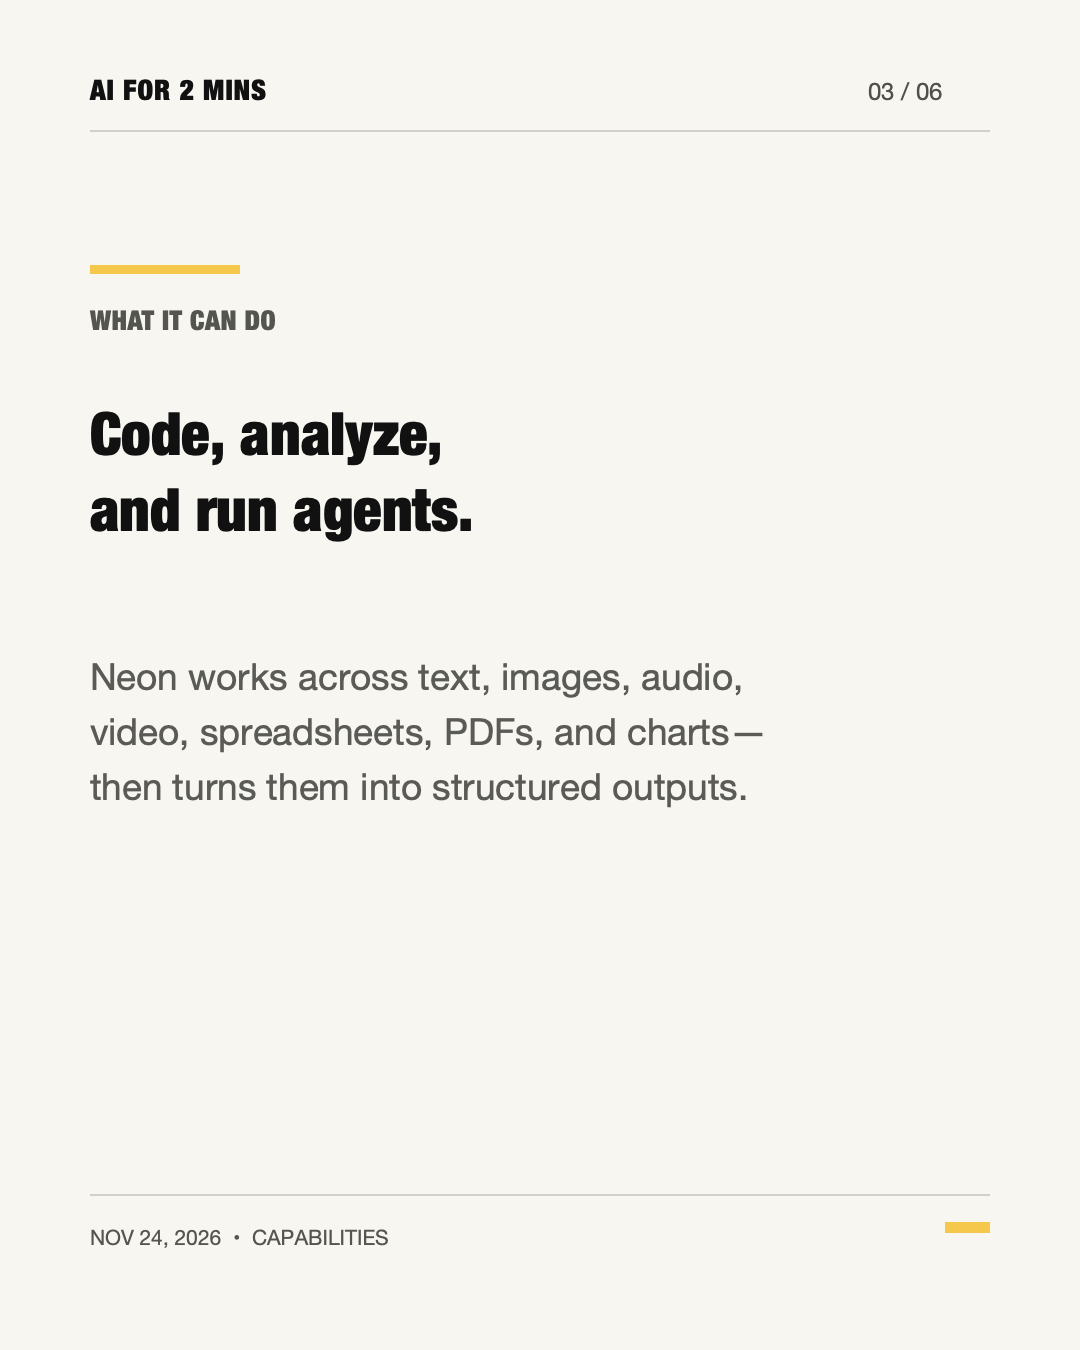 AI FOR 2 MINS
03 / 06
WHAT IT CAN DO
Code, analyze,
and run agents.
Neon works across text, images, audio,
video, spreadsheets, PDFs, and charts—
then turns them into structured outputs.
NOV 24, 2026 • CAPABILITIES